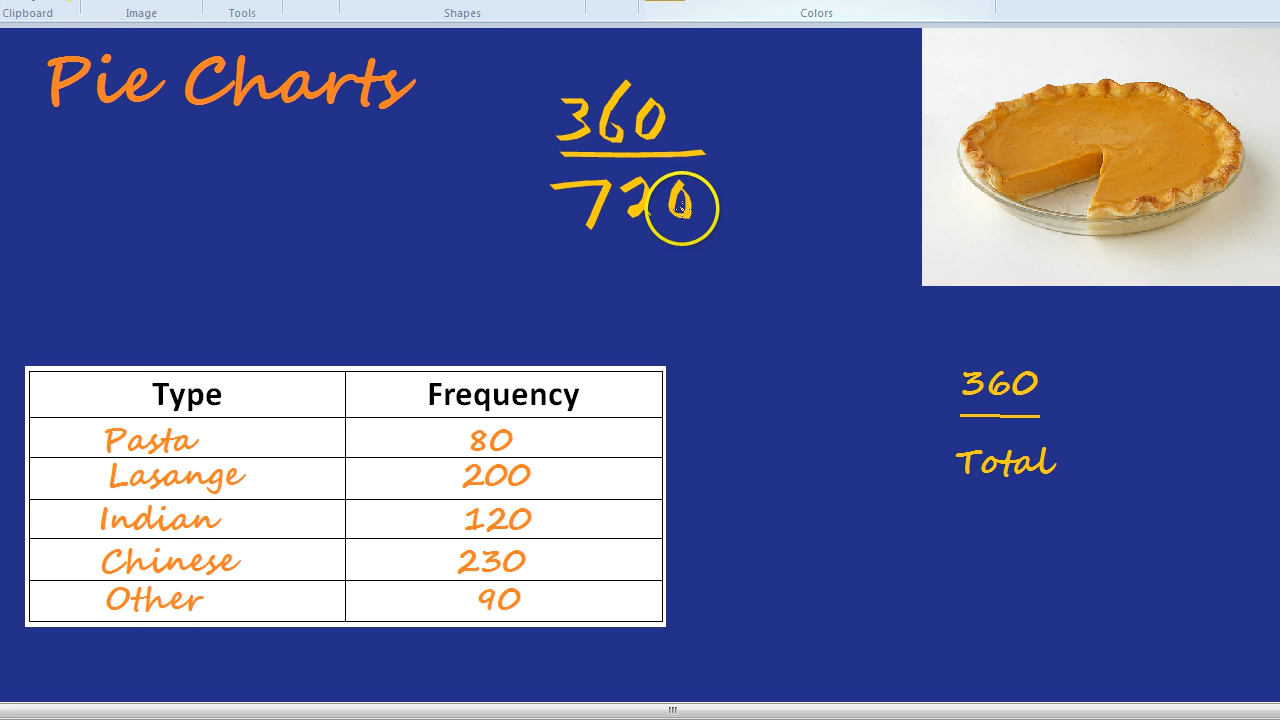 Clipboard Image Tools Shapes Colors
Pie Charts
360
720
Type Frequency
Pasta 80
Lasange 200
Indian 120
Chinese 230
Other 90
360
Total